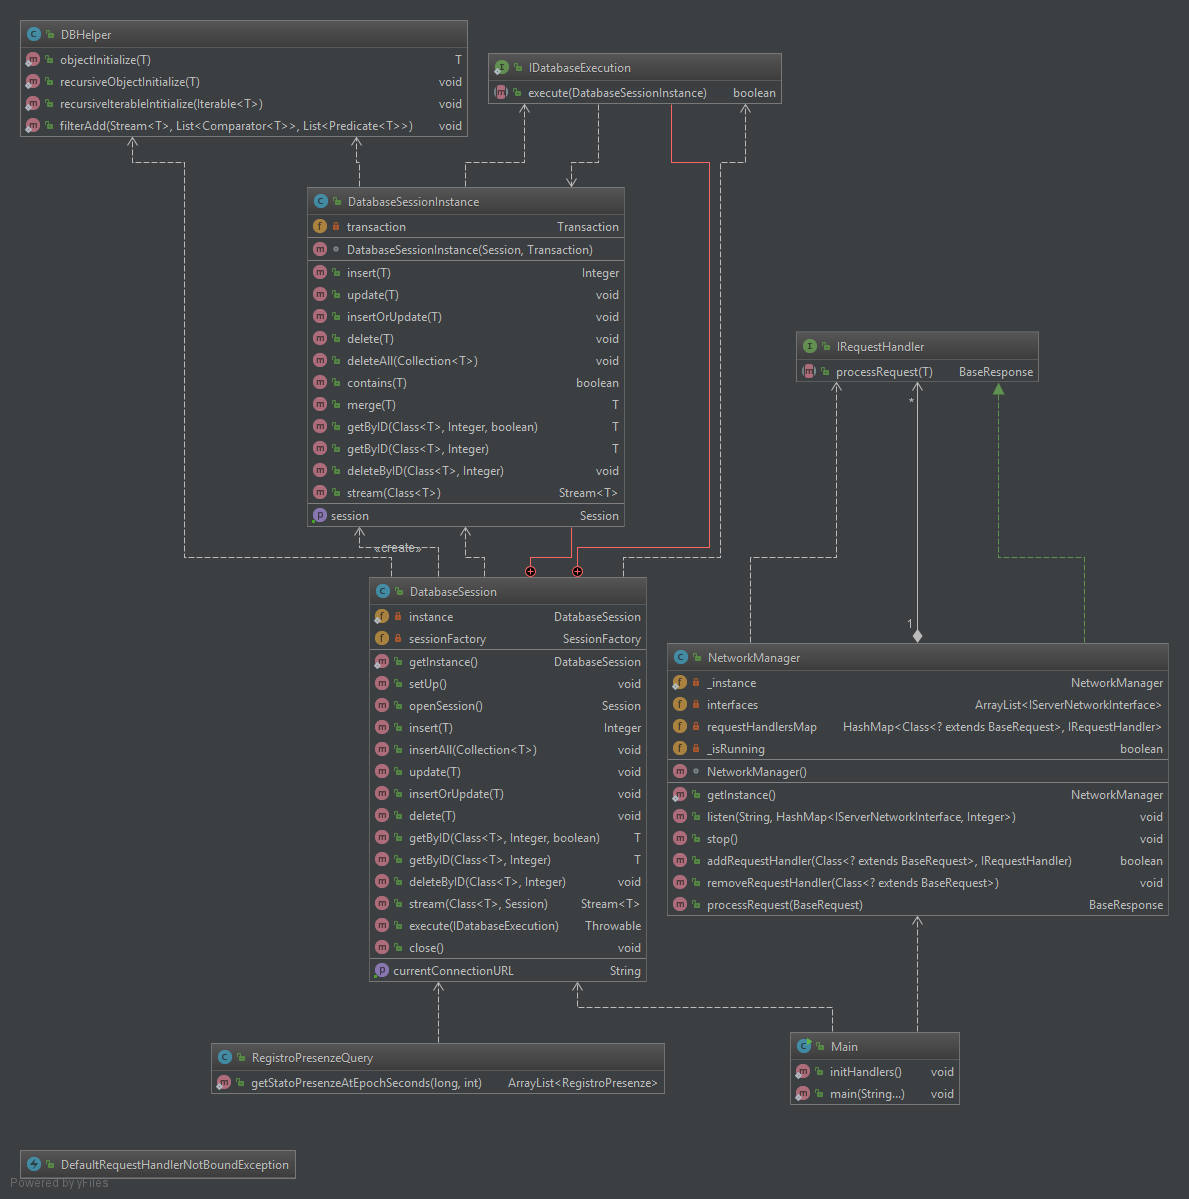 DBHelper
objectInitialize(T) T
recursiveObjectInitialize(T) void
recursiveIterableIntitialize(Iterable<T>) void
filterAdd(Stream<T>, List<Comparator<T>>, List<Predicate<T>>) void
IDatabaseExecution
execute(DatabaseSessionInstance) boolean
DatabaseSessionInstance
transaction Transaction
DatabaseSessionInstance(Session, Transaction)
insert(T) Integer
update(T) void
insertOrUpdate(T) void
delete(T) void
deleteAll(Collection<T>) void
contains(T) boolean
merge(T) T
getByID(Class<T>, Integer, boolean) T
getByID(Class<T>, Integer) T
deleteByID(Class<T>, Integer) void
stream(Class<T>) Stream<T>
session Session
«create»
IRequestHandler
processRequest(T) BaseResponse
*
1
DatabaseSession
instance DatabaseSession
sessionFactory SessionFactory
getInstance() DatabaseSession
setUp() void
openSession() Session
insert(T) Integer
insertAll(Collection<T>) void
update(T) void
insertOrUpdate(T) void
delete(T) void
getByID(Class<T>, Integer, boolean) T
getByID(Class<T>, Integer) T
deleteByID(Class<T>, Integer) void
stream(Class<T>, Session) Stream<T>
execute(IDatabaseExecution) Throwable
close() void
currentConnectionURL String
NetworkManager
_instance NetworkManager
interfaces ArrayList<IServerNetworkInterface>
requestHandlersMap HashMap<Class<? extends BaseRequest>, IRequestHandler>
_isRunning boolean
NetworkManager()
getInstance() NetworkManager
listen(String, HashMap<IServerNetworkInterface, Integer>) void
stop() void
addRequestHandler(Class<? extends BaseRequest>, IRequestHandler) boolean
removeRequestHandler(Class<? extends BaseRequest>) void
processRequest(BaseRequest) BaseResponse
RegistroPresenzeQuery
getStatoPresenzeAtEpochSeconds(long, int) ArrayList<RegistroPresenze>
Main
initHandlers() void
main(String...) void
DefaultRequestHandlerNotBoundException
Powered by yFiles